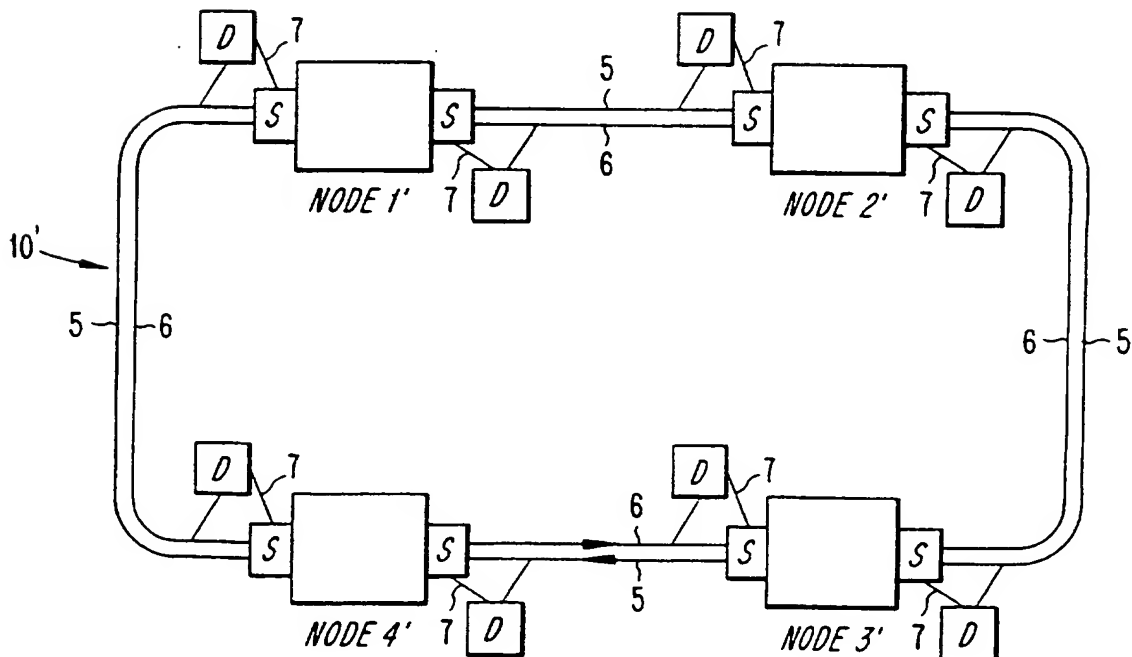 D 7 D 7
S S 5 S S
6
NODE 1' 7 D NODE 2' 7 D
10'
5 6 6 5
D 7 D 7
S S 6 S S
5
NODE 4' 7 D NODE 3' 7 D